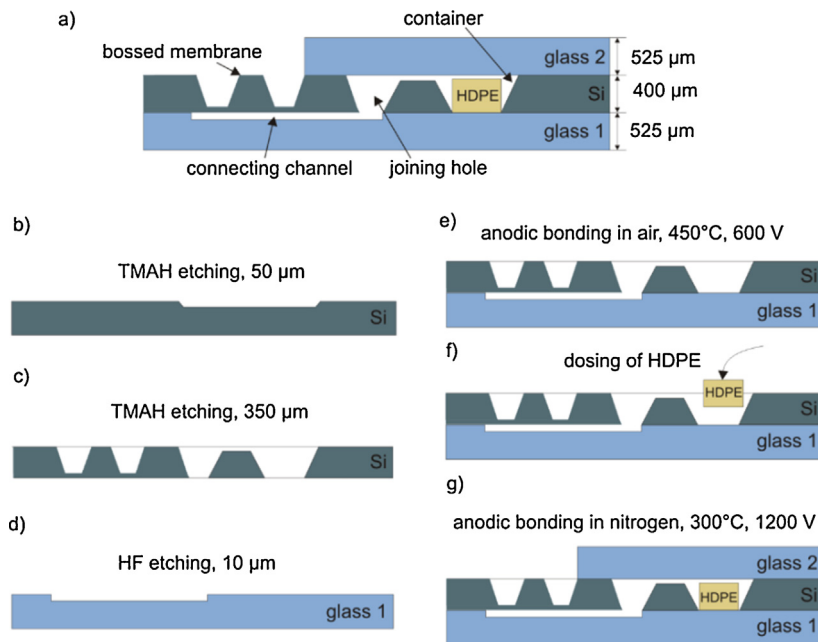 a)
container
bossed membrane
glass 2
525 µm
HDPE
Si
400 µm
glass 1
525 µm
connecting channel
joining hole
b)
TMAH etching, 50 µm
Si
c)
TMAH etching, 350 µm
Si
d)
HF etching, 10 µm
glass 1
e)
anodic bonding in air, 450°C, 600 V
Si
glass 1
f)
dosing of HDPE
HDPE
Si
glass 1
g)
anodic bonding in nitrogen, 300°C, 1200 V
glass 2
HDPE
Si
glass 1